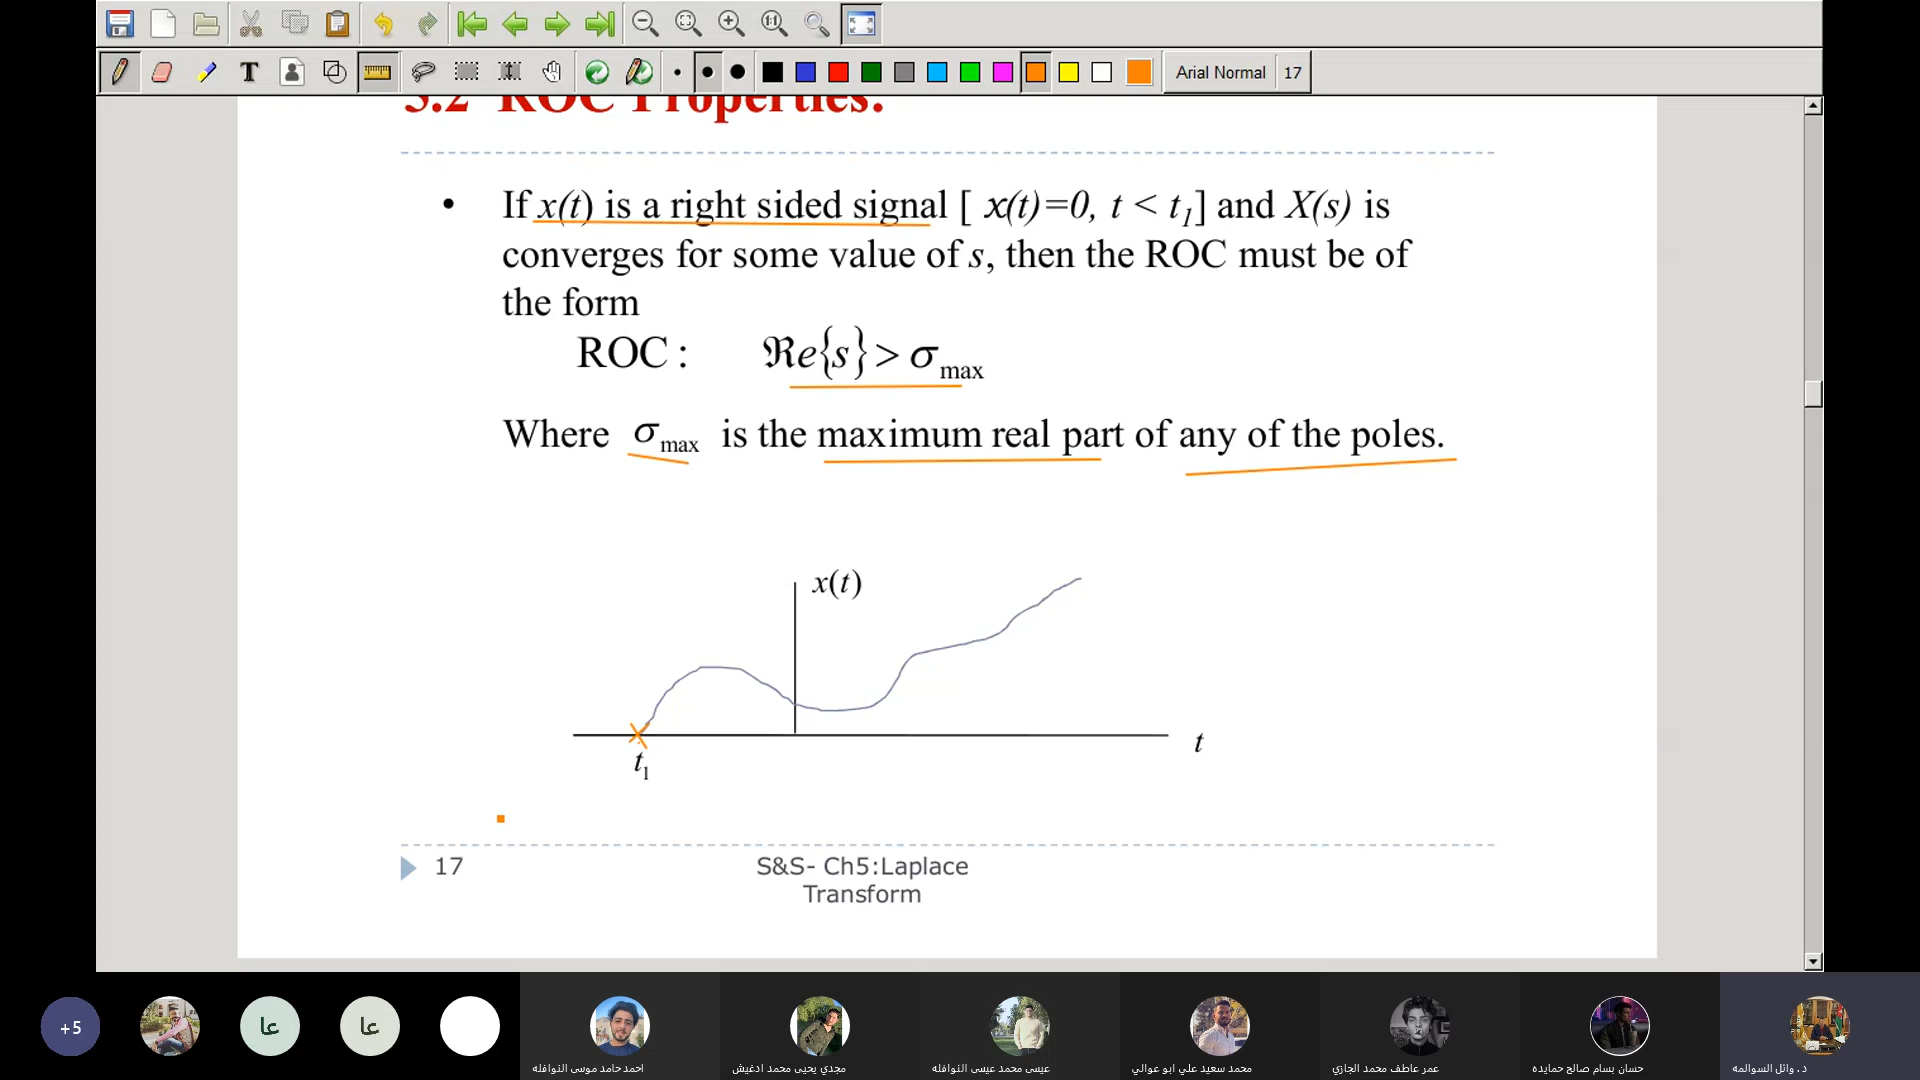 Arial Normal 17
5.2 ROC Properties:
• If x(t) is a right sided signal [ x(t)=0, t < t₁] and X(s) is
converges for some value of s, then the ROC must be of
the form
ROC : ℜe{s} > σmax
Where σmax is the maximum real part of any of the poles.
x(t)
t
t₁
17
S&S- Ch5:Laplace
Transform
+5
عا
عا
احمد حامد موسى النوافله
مجدي يحيى محمد ادغيش
عيسى محمد عيسى النوافله
محمد سعيد علي ابو عوالي
عمر عاطف محمد الجازي
حسان بسام صالح حمايده
د. وائل السوالمه